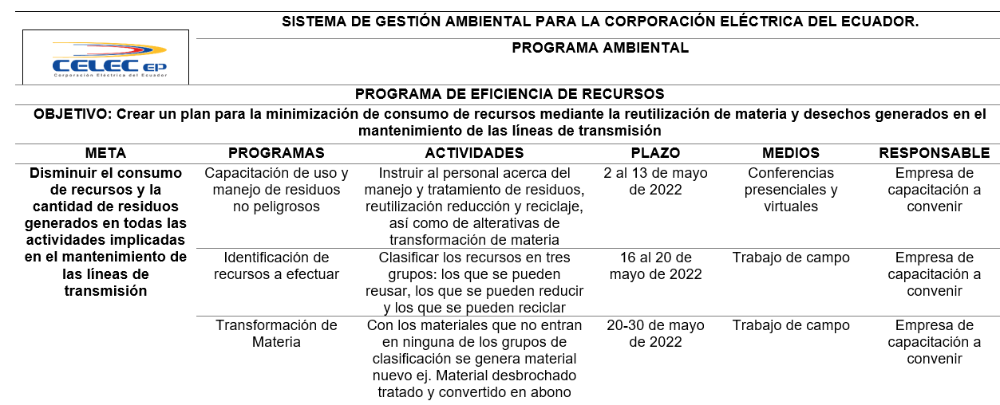 SISTEMA DE GESTIÓN AMBIENTAL PARA LA CORPORACIÓN ELÉCTRICA DEL ECUADOR.
CELEC EP
Corporación Eléctrica del Ecuador
PROGRAMA AMBIENTAL
PROGRAMA DE EFICIENCIA DE RECURSOS
OBJETIVO: Crear un plan para la minimización de consumo de recursos mediante la reutilización de materia y desechos generados en el
mantenimiento de las líneas de transmisión
META PROGRAMAS ACTIVIDADES PLAZO MEDIOS RESPONSABLE
Disminuir el consumo
de recursos y la
cantidad de residuos
generados en todas las
actividades implicadas
en el mantenimiento de
las líneas de
transmisión
Capacitación de uso y
manejo de residuos
no peligrosos
Instruir al personal acerca del
manejo y tratamiento de residuos,
reutilización reducción y reciclaje,
así como de alterativas de
transformación de materia
2 al 13 de mayo
de 2022
Conferencias
presenciales y
virtuales
Empresa de
capacitación a
convenir
Identificación de
recursos a efectuar
Clasificar los recursos en tres
grupos: los que se pueden
reusar, los que se pueden reducir
y los que se pueden reciclar
16 al 20 de
mayo de 2022
Trabajo de campo
Empresa de
capacitación a
convenir
Transformación de
Materia
Con los materiales que no entran
en ninguna de los grupos de
clasificación se genera material
nuevo ej. Material desbrochado
tratado y convertido en abono
20-30 de mayo
de 2022
Trabajo de campo
Empresa de
capacitación a
convenir